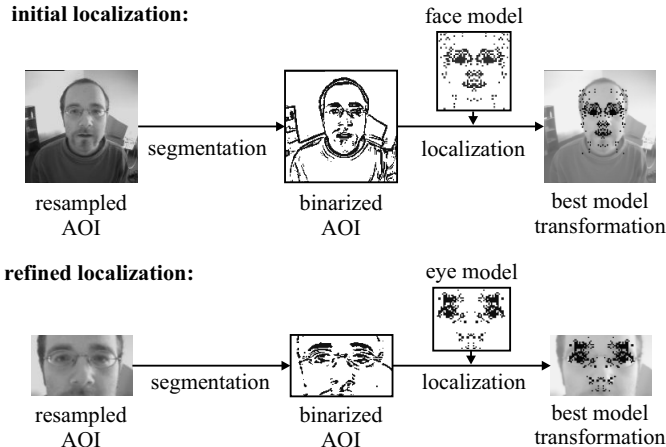 initial localization:
face model
segmentation
localization
resampled
AOI
binarized
AOI
best model
transformation
refined localization:
eye model
segmentation
localization
resampled
AOI
binarized
AOI
best model
transformation